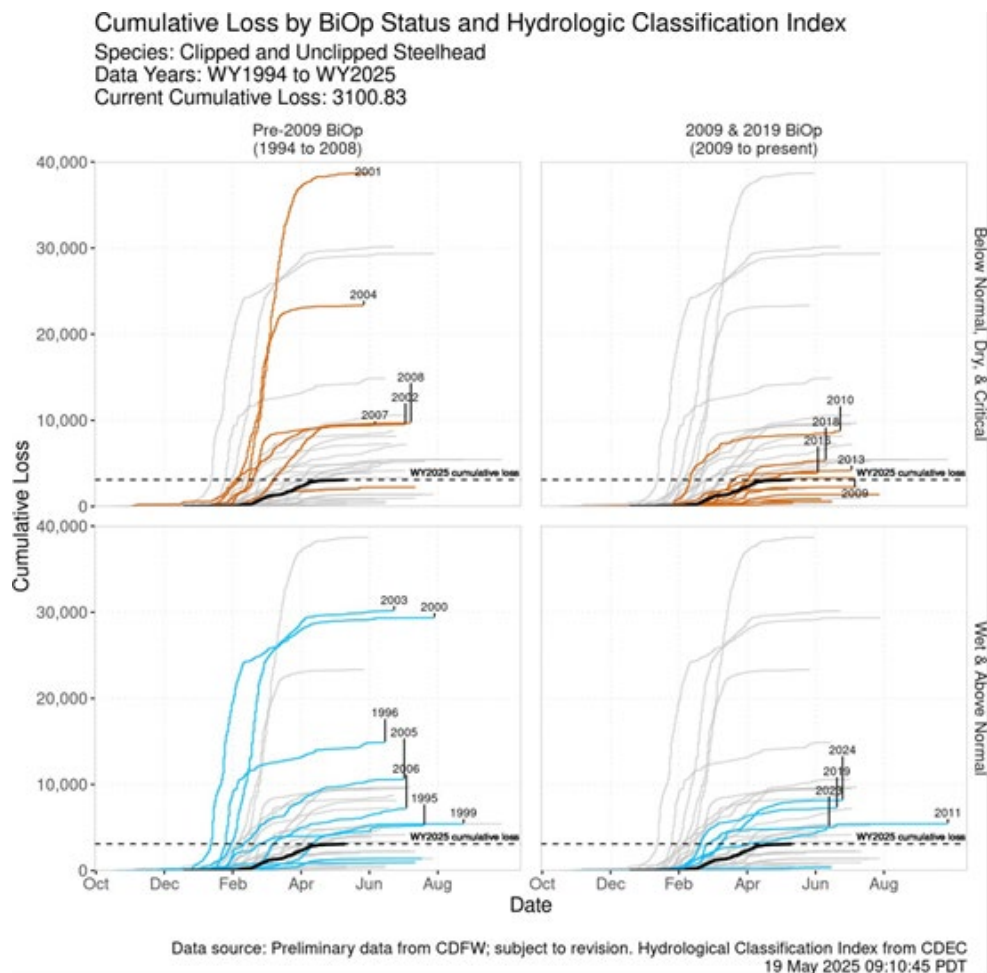 Cumulative Loss by BiOp Status and Hydrologic Classification Index
Species: Clipped and Unclipped Steelhead
Data Years: WY1994 to WY2025
Current Cumulative Loss: 3100.83
Pre-2009 BiOp
(1994 to 2008)
2009 & 2019 BiOp
(2009 to present)
Cumulative Loss
40,000
30,000
20,000
10,000
0
2001
2004
2008
2002
2007
WY2025 cumulative loss
2010
2018
2013
WY2025 cumulative loss
2009
Below Normal, Dry, & Critical
40,000
30,000
20,000
10,000
0
2003
2000
1996
2005
2006
1995
1999
WY2025 cumulative loss
2024
2019
2011
WY2025 cumulative loss
Wet & Above Normal
Oct
Dec
Feb
Apr
Jun
Aug
Oct
Dec
Feb
Apr
Jun
Aug
Date
Data source: Preliminary data from CDFW; subject to revision. Hydrological Classification Index from CDEC
19 May 2025 09:10:45 PDT